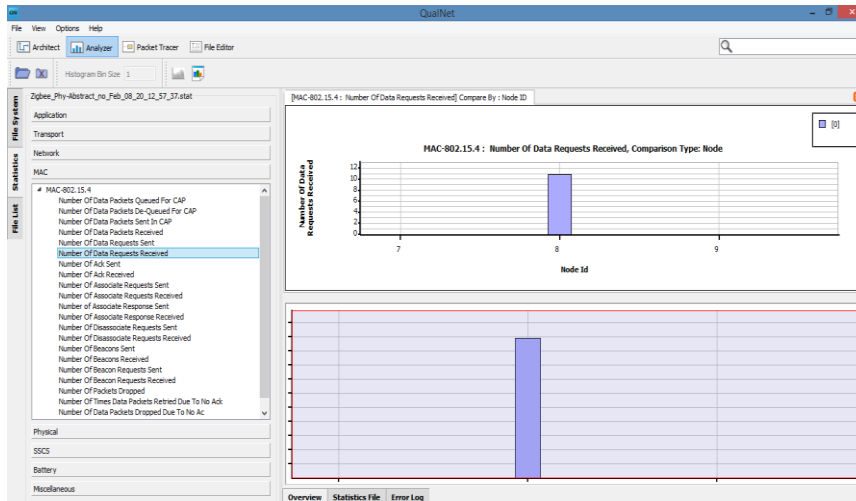 QN QualNet
File View Options Help
Architect Analyzer Packet Tracer File Editor
Histogram Bin Size 1
File System
Statistics
File List
Zigbee_Phy-Abstract_no_Feb_08_20_12_57_37.stat
Application
Transport
Network
MAC
MAC-802.15.4
Number Of Data Packets Queued For CAP
Number Of Data Packets De-Queued For CAP
Number Of Data Packets Sent In CAP
Number Of Data Packets Received
Number Of Data Requests Sent
Number Of Data Requests Received
Number Of Ack Sent
Number Of Ack Received
Number Of Associate Requests Sent
Number Of Associate Requests Received
Number of Associate Response Sent
Number Of Associate Response Received
Number Of Disassociate Requests Sent
Number Of Disassociate Requests Received
Number Of Beacons Sent
Number Of Beacons Received
Number Of Beacon Requests Sent
Number Of Beacon Requests Received
Number Of Packets Dropped
Number Of Times Data Packets Retried Due To No Ack
Number Of Data Packets Dropped Due To No Ac
Physical
SSCS
Battery
Miscellaneous
[MAC-802.15.4 : Number Of Data Requests Received] Compare By : Node ID
[0]
MAC-802.15.4 : Number Of Data Requests Received, Comparison Type: Node
Number Of Data
Requests Received
12
10
8
6
4
2
0
7 8 9
Node Id
Overview Statistics File Error Log